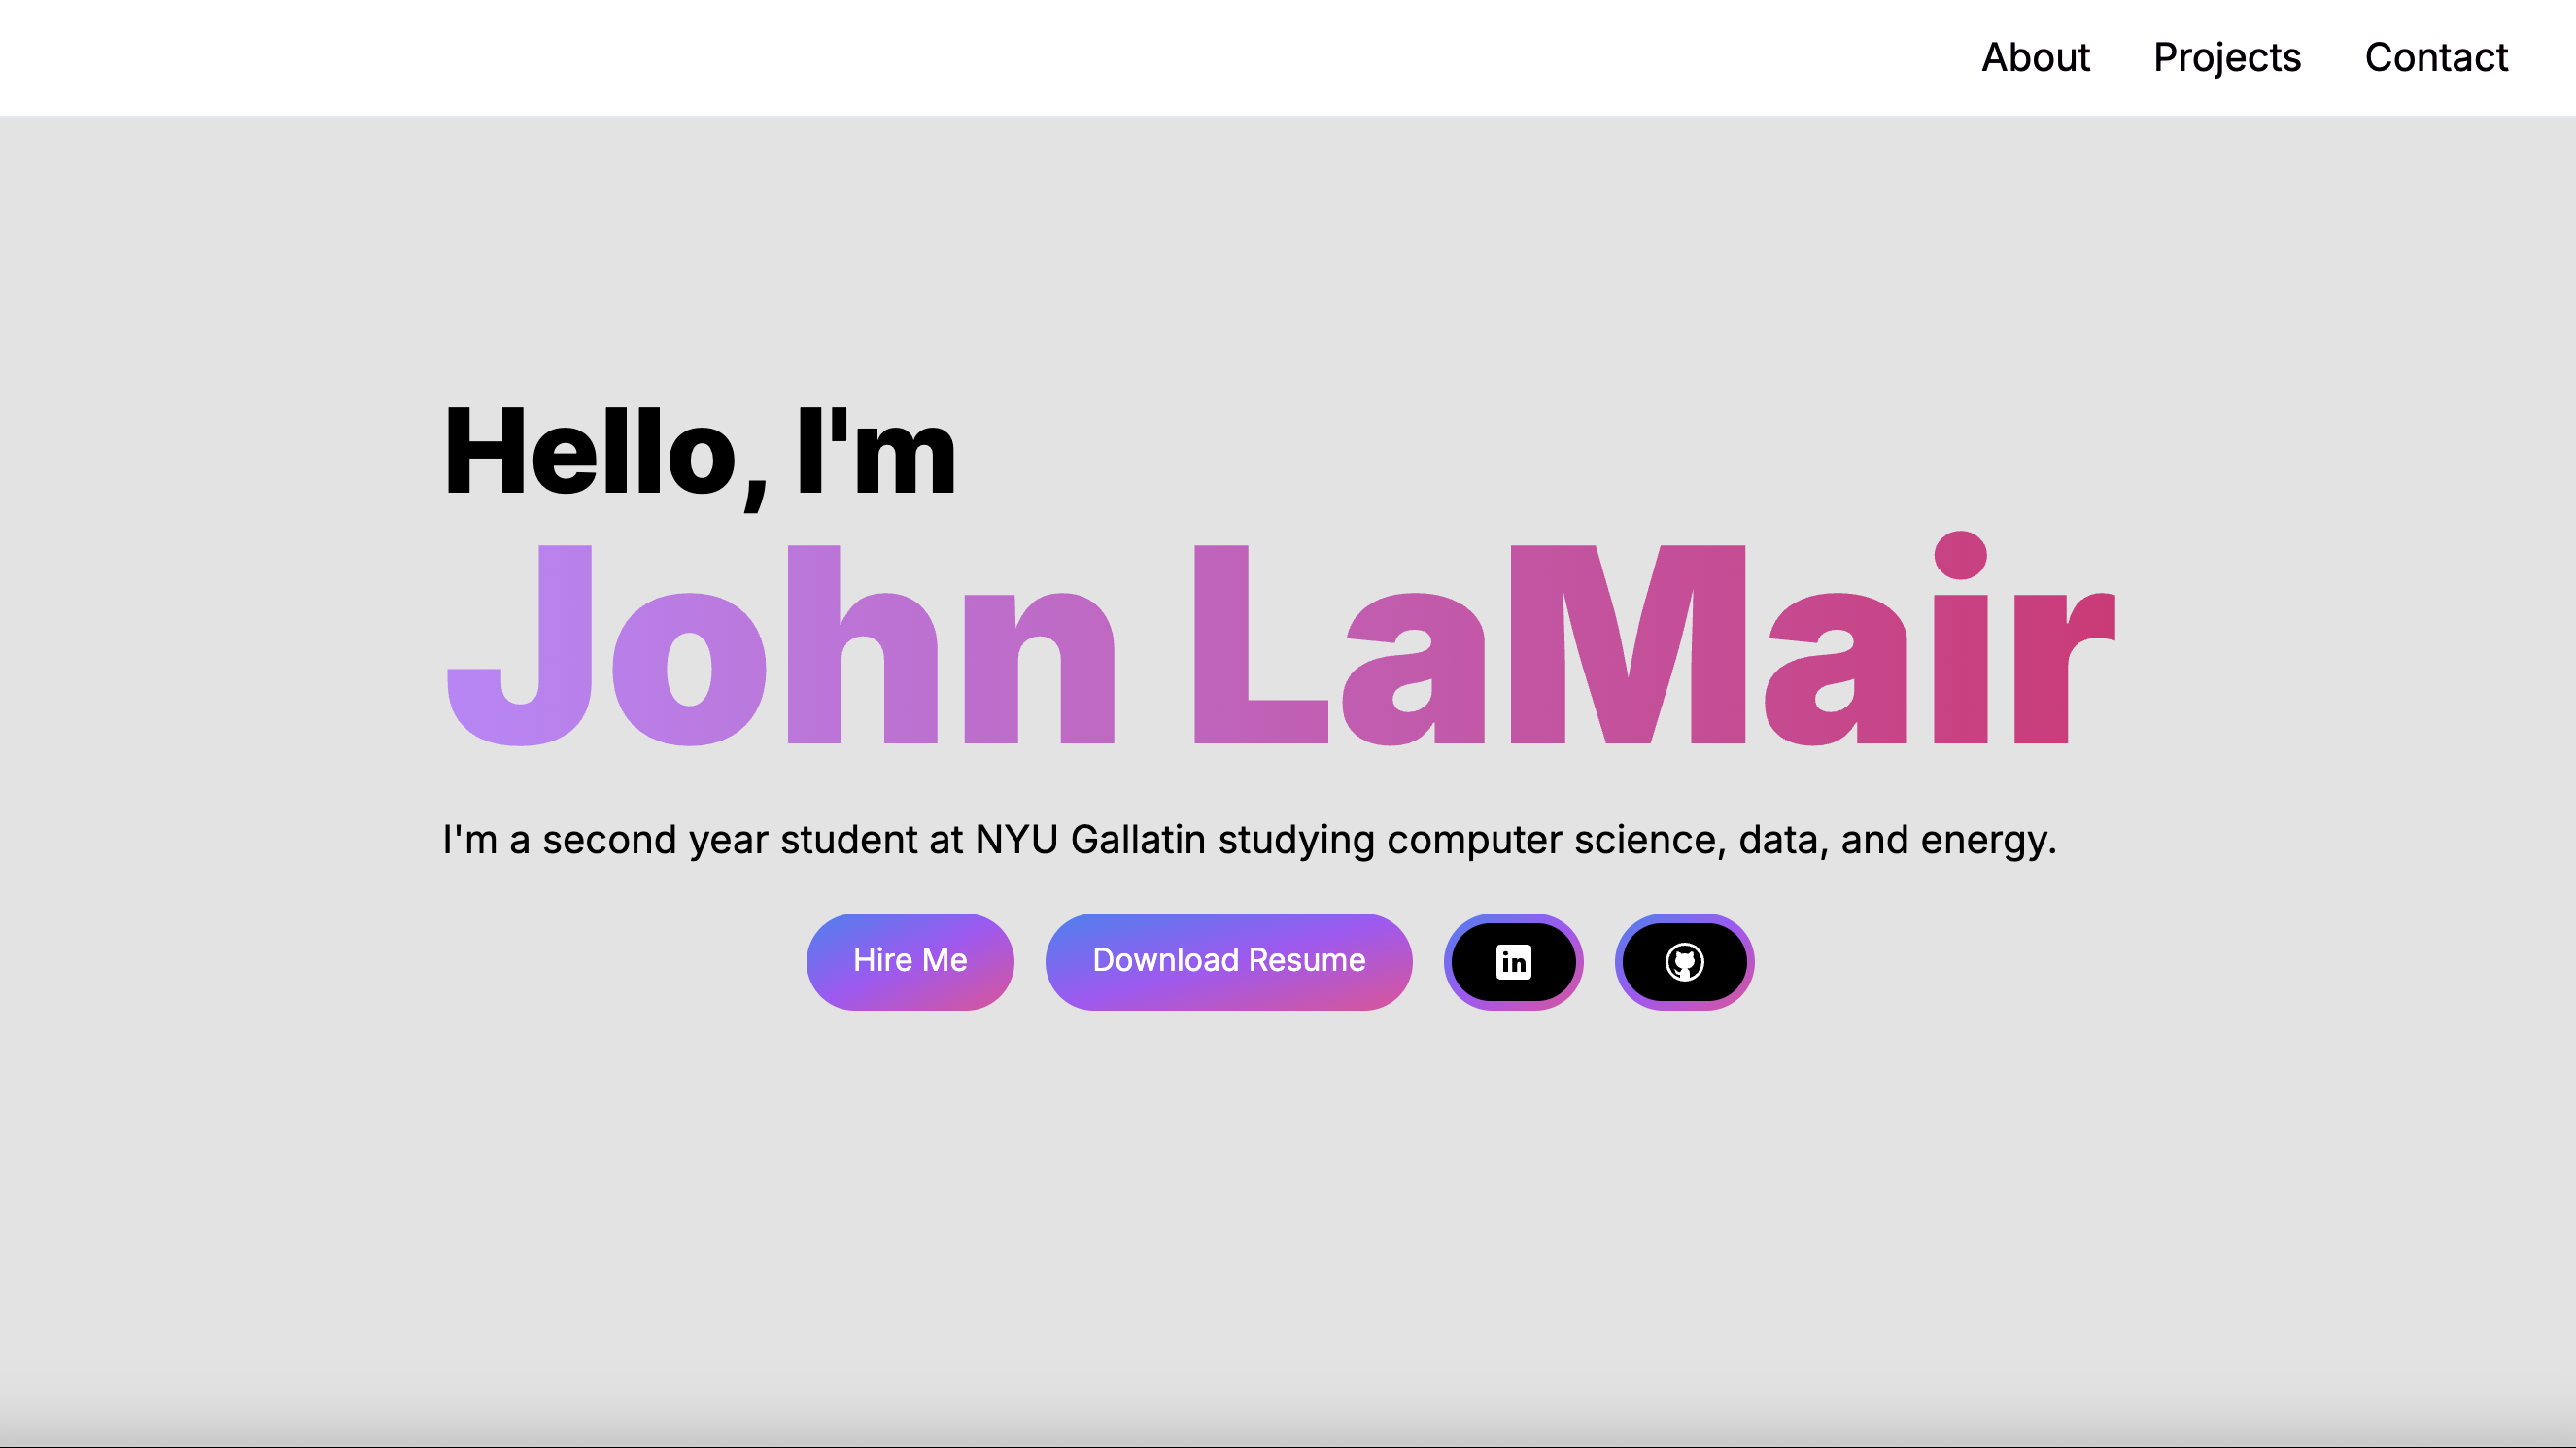 About Projects Contact
Hello, I'm
John LaMair
I'm a second year student at NYU Gallatin studying computer science, data, and energy.
Hire Me Download Resume in